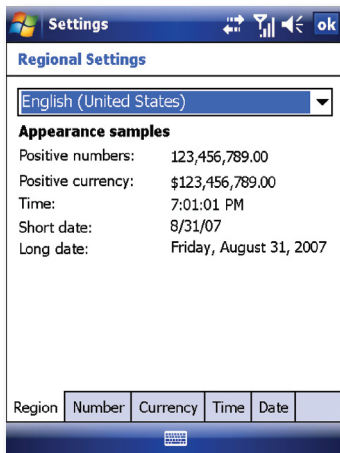 Settings
ok
Regional Settings
English (United States)
Appearance samples
Positive numbers: 123,456,789.00
Positive currency: $123,456,789.00
Time: 7:01:01 PM
Short date: 8/31/07
Long date: Friday, August 31, 2007
Region Number Currency Time Date